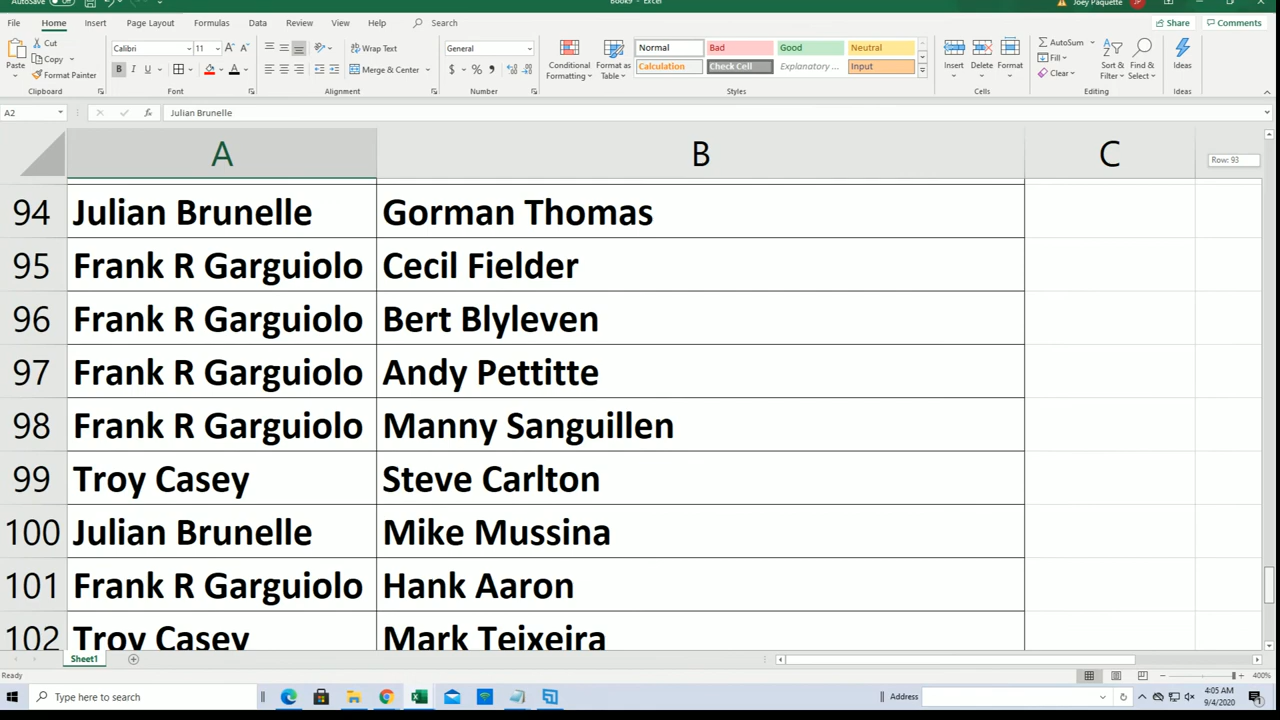 AutoSave Off Book9 - Excel Joey Paquette JP
File Home Insert Page Layout Formulas Data Review View Help Search Share Comments
Paste Cut Calibri 11 Wrap Text General Conditional Formatting Format as Table Normal Bad Good Neutral Insert Delete Format AutoSum Sort & Filter Find & Select Ideas
Copy Fill
Format Painter B I U Merge & Center $ % Calculation Check Cell Explanatory ... Input Clear
Clipboard Font Alignment Number Styles Cells Editing Ideas
A2 fx Julian Brunelle
A B C Row: 93
94 Julian Brunelle Gorman Thomas
95 Frank R Garguiolo Cecil Fielder
96 Frank R Garguiolo Bert Blyleven
97 Frank R Garguiolo Andy Pettitte
98 Frank R Garguiolo Manny Sanguillen
99 Troy Casey Steve Carlton
100 Julian Brunelle Mike Mussina
101 Frank R Garguiolo Hank Aaron
102 Troy Casey Mark Teixeira
Sheet1
Ready 400%
Type here to search Address 4:05 AM
9/4/2020